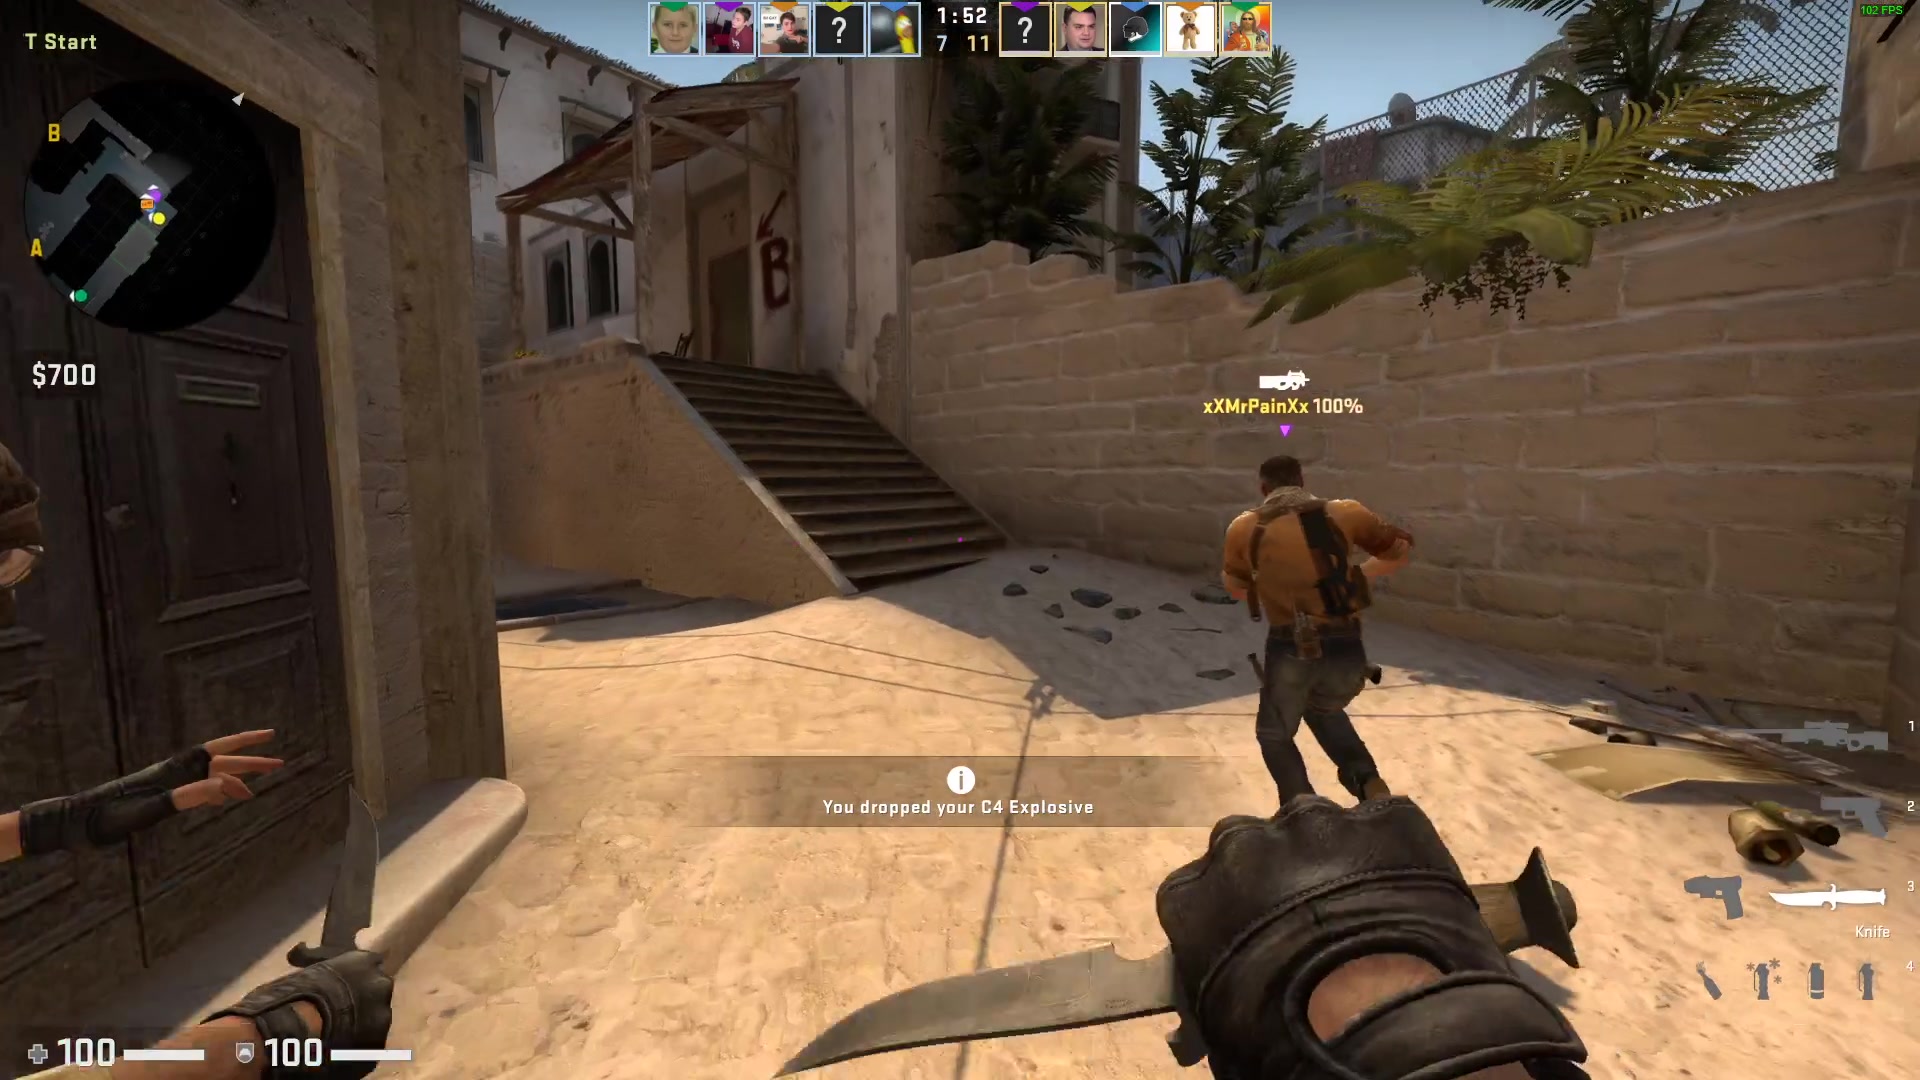 T Start
1:52
7 11
102 FPS
? ?
B
A
$700
B
xXMrPainXx 100%
You dropped your C4 Explosive
1
2
3
Knife
4
100
100